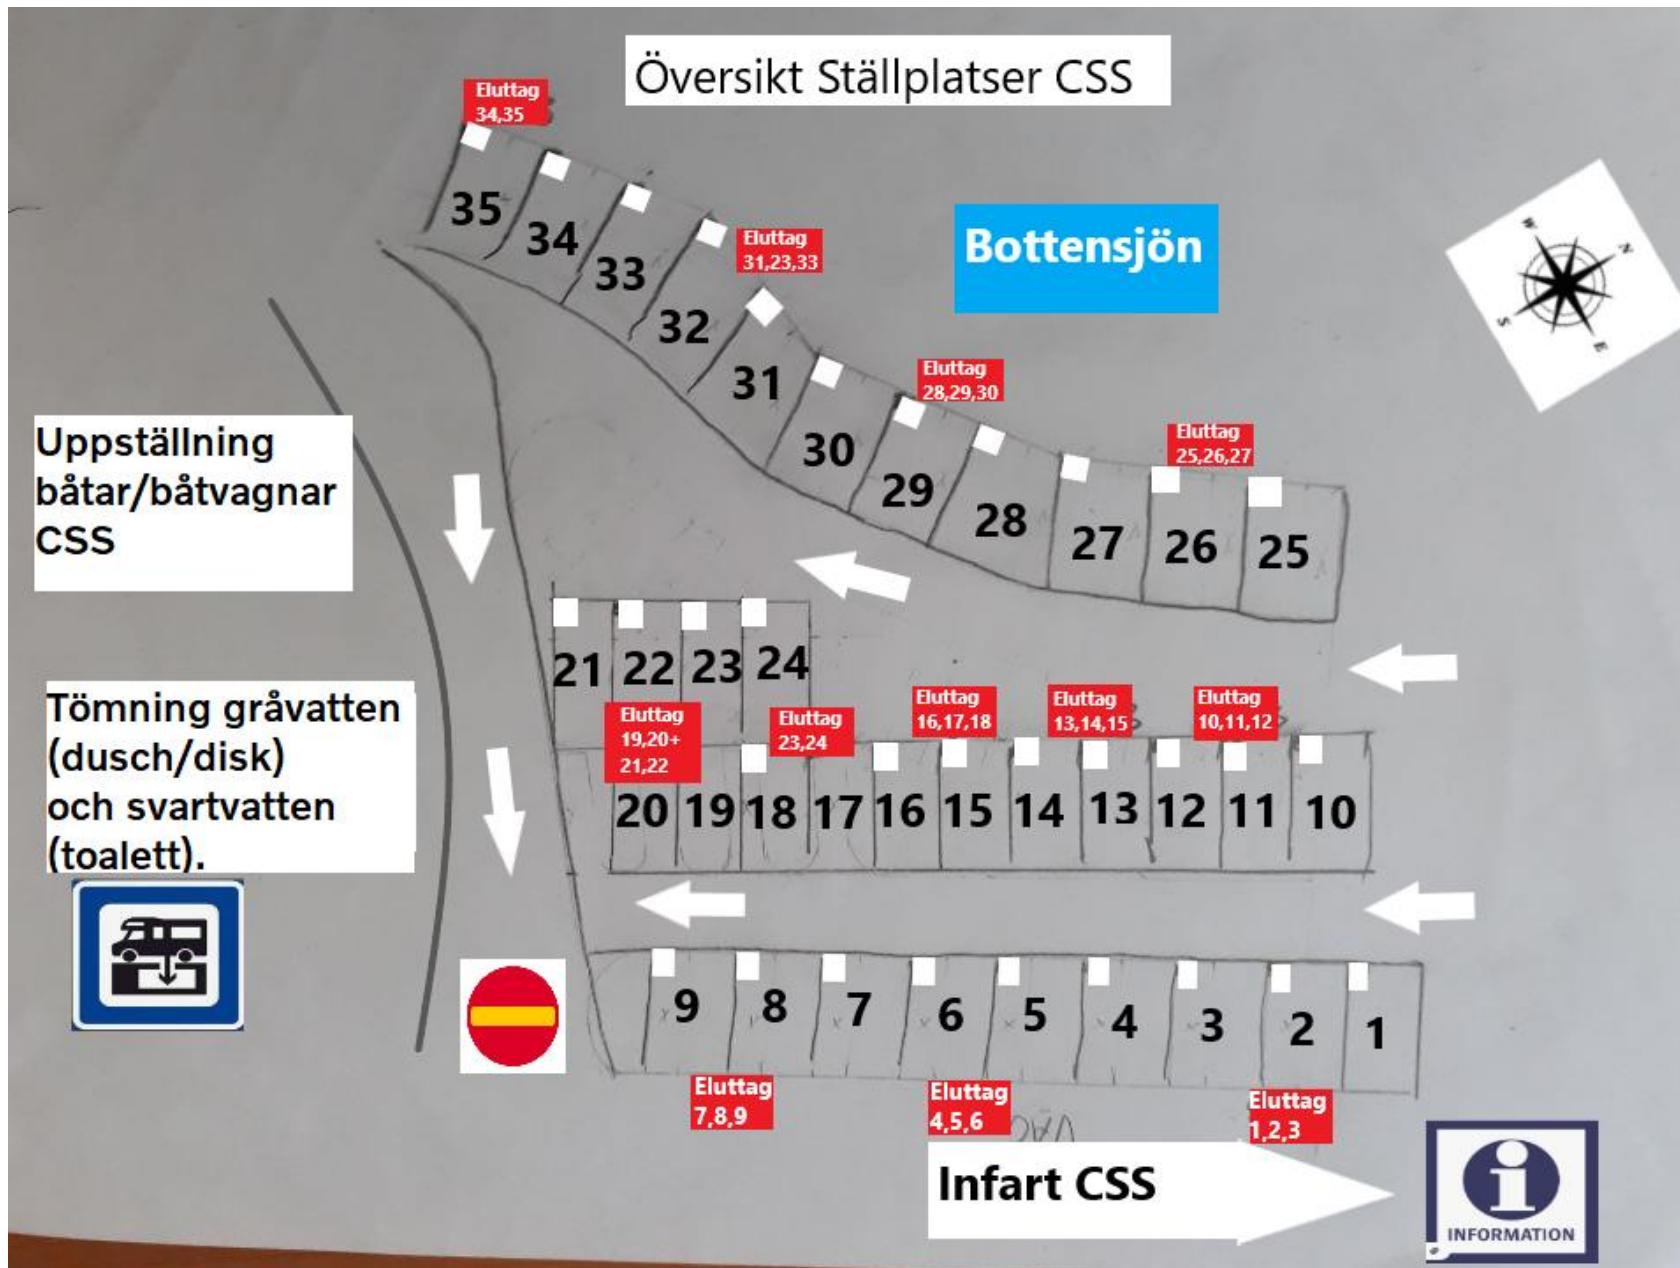 Översikt Ställplatser CSS
Eluttag
34,35
35
34
33
32
31
30
29
28
27
26
25
Eluttag
31,23,33
Bottensjön
W
N
S
E
Eluttag
28,29,30
Eluttag
25,26,27
Uppställning
båtar/båtvagnar
CSS
21 22 23 24
Tömning gråvatten
(dusch/disk)
och svartvatten
(toalett).
Eluttag
19,20+
21,22
Eluttag
23,24
Eluttag
16,17,18
Eluttag
13,14,15
Eluttag
10,11,12
20 19 18 17 16 15 14 13 12 11 10
9 8 7 6 5 4 3 2 1
Eluttag
7,8,9
Eluttag
4,5,6
Eluttag
1,2,3
Infart CSS
i
INFORMATION